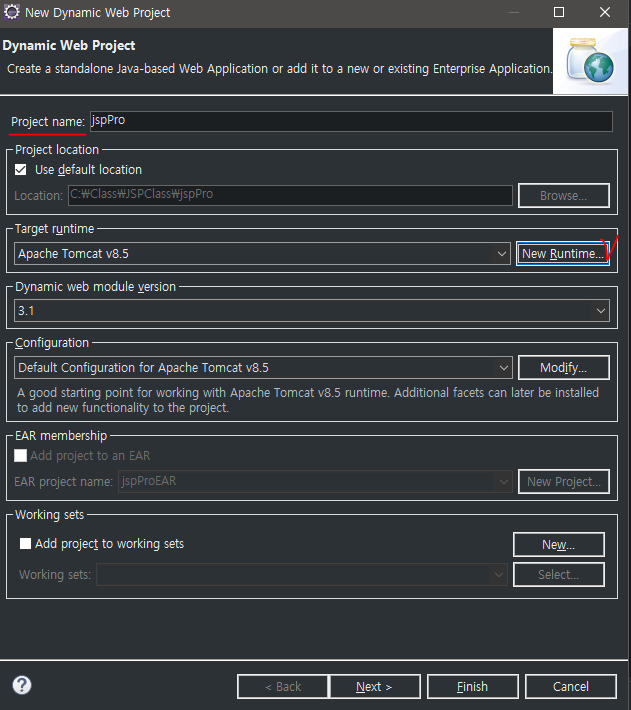 New Dynamic Web Project
Dynamic Web Project
Create a standalone Java-based Web Application or add it to a new or existing Enterprise Application.
Project name: jspPro
Project location
Use default location
Location: C:₩Class₩JSPClass₩jspPro Browse...
Target runtime
Apache Tomcat v8.5 New Runtime...
Dynamic web module version
3.1
Configuration
Default Configuration for Apache Tomcat v8.5 Modify...
A good starting point for working with Apache Tomcat v8.5 runtime. Additional facets can later be installed
to add new functionality to the project.
EAR membership
Add project to an EAR
EAR project name: jspProEAR New Project...
Working sets
Add project to working sets New...
Working sets: Select...
? < Back Next > Finish Cancel